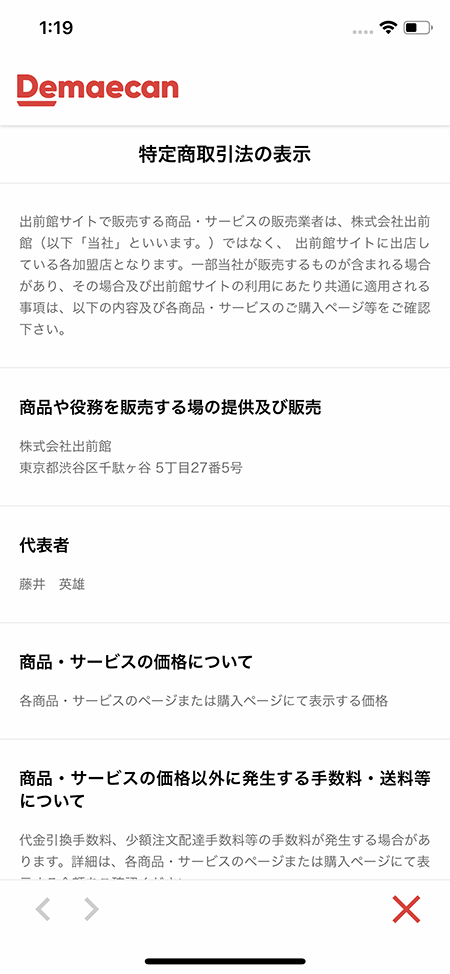 1:19
Demaecan
特定商取引法の表示
出前館サイトで販売する商品・サービスの販売業者は、株式会社出前
館（以下「当社」といいます。）ではなく、 出前館サイトに出店し
ている各加盟店となります。一部当社が販売するものが含まれる場合
があり、その場合及び出前館サイトの利用にあたり共通に適用される
事項は、以下の内容及び各商品・サービスのご購入ページ等をご確認
下さい。
商品や役務を販売する場の提供及び販売
株式会社出前館
東京都渋谷区千駄ヶ谷 5丁目27番5号
代表者
藤井　英雄
商品・サービスの価格について
各商品・サービスのページまたは購入ページにて表示する価格
商品・サービスの価格以外に発生する手数料・送料等
について
代金引換手数料、少額注文配達手数料等の手数料が発生する場合があ
ります。詳細は、各商品・サービスのページまたは購入ページにて表